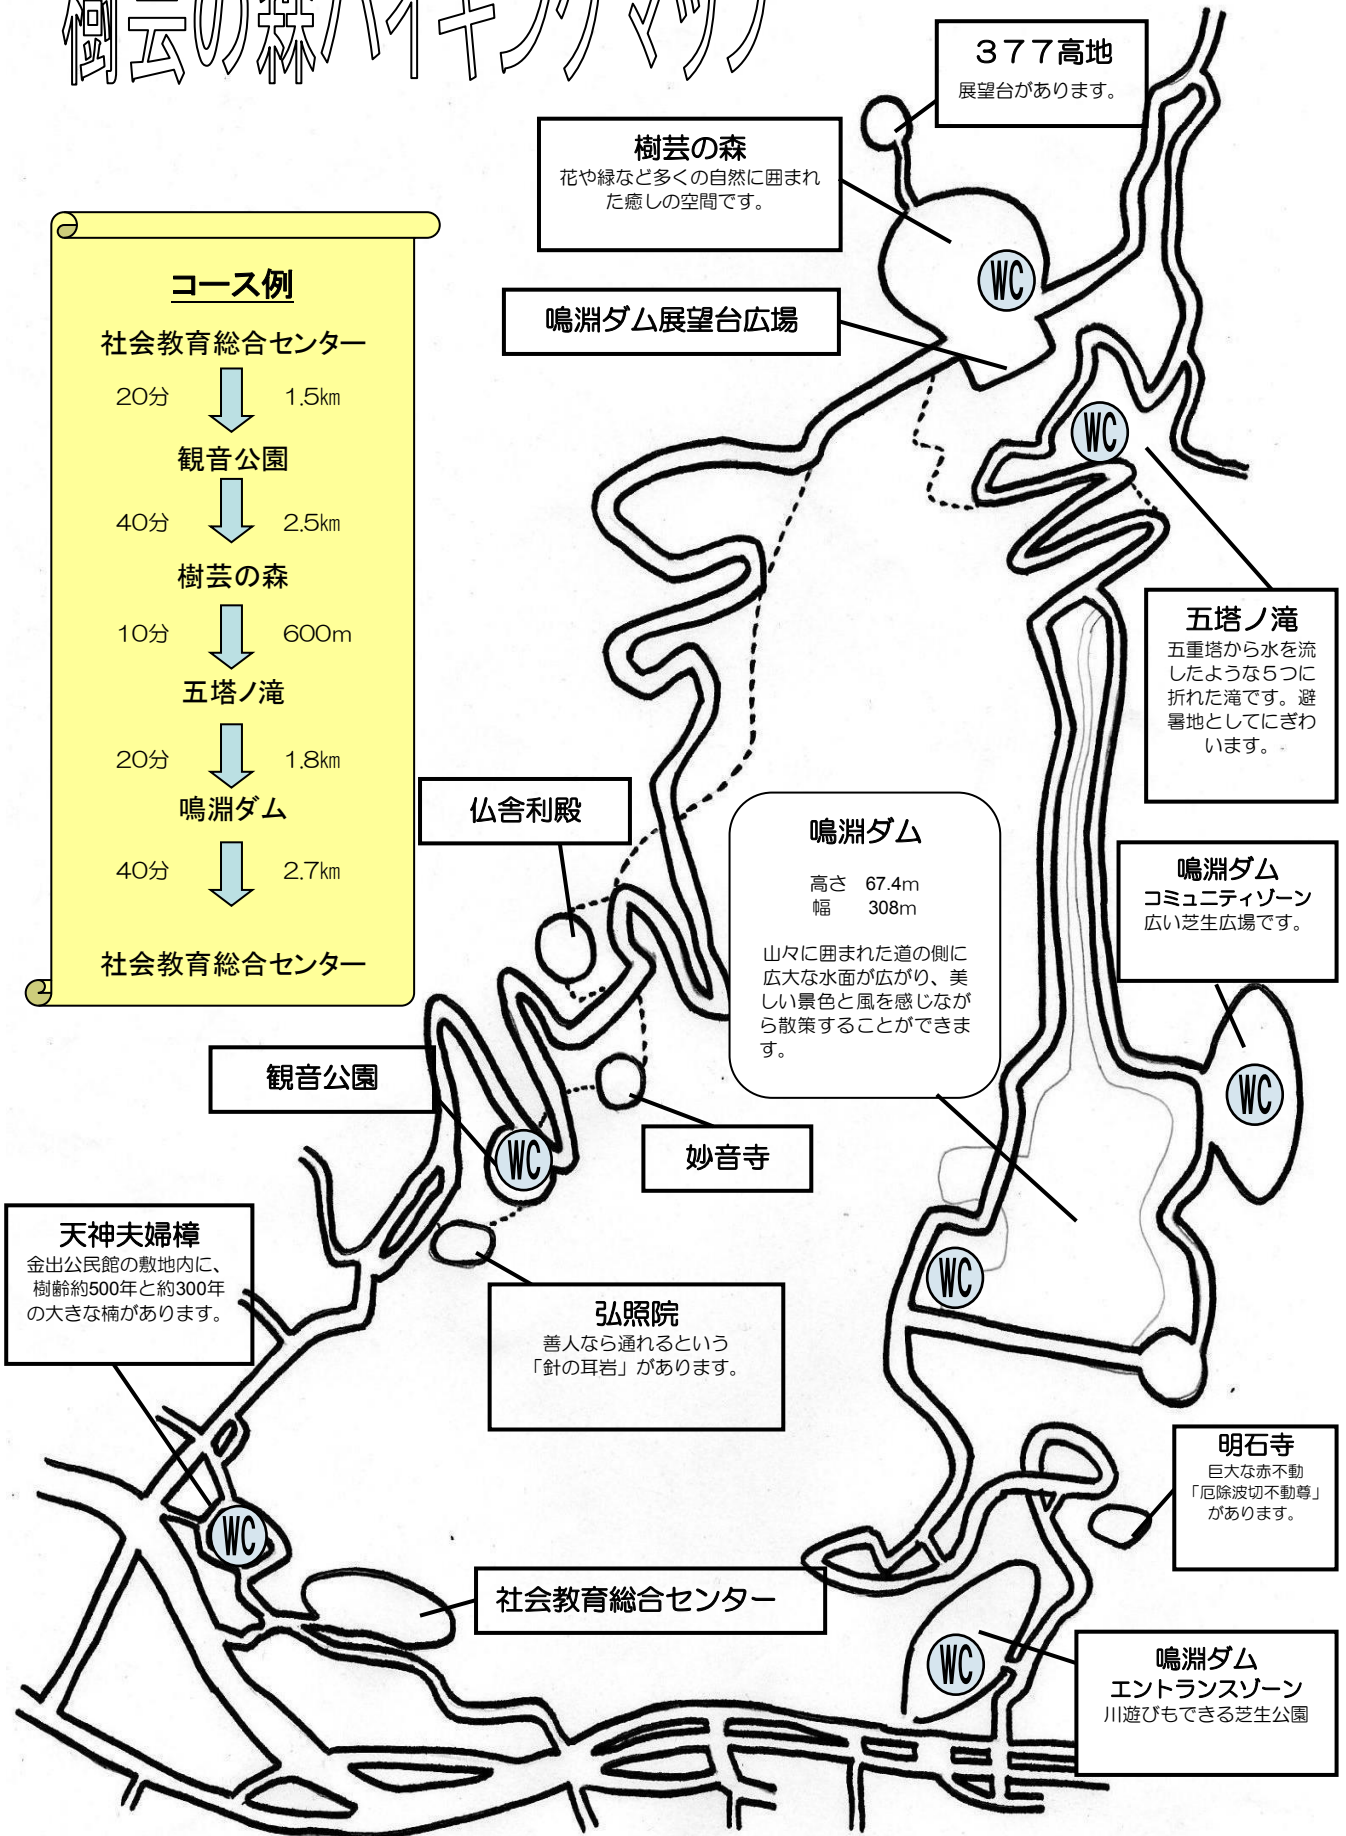 樹芸の森ハイキングマップ
377高地
展望台があります。
樹芸の森
花や緑など多くの自然に囲まれ
た癒しの空間です。
WC
鳴淵ダム展望台広場
コース例
社会教育総合センター
20分 1.5㎞
観音公園
40分 2.5㎞
樹芸の森
10分 600m
五塔ノ滝
20分 1.8㎞
鳴淵ダム
40分 2.7㎞
社会教育総合センター
WC
五塔ノ滝
五重塔から水を流
したような5つに
折れた滝です。避
暑地としてにぎわ
います。
仏舎利殿
鳴淵ダム
高さ 67.4m
幅 308m
山々に囲まれた道の側に
広大な水面が広がり、美
しい景色と風を感じなが
ら散策することができま
す。
鳴淵ダム
コミュニティゾーン
広い芝生広場です。
WC
観音公園
WC
妙音寺
天神夫婦樟
金出公民館の敷地内に、
樹齢約500年と約300年
の大きな楠があります。
WC
弘照院
善人なら通れるという
「針の耳岩」があります。
WC
明石寺
巨大な赤不動
「厄除波切不動尊」
があります。
社会教育総合センター
WC
鳴淵ダム
エントランスゾーン
川遊びもできる芝生公園